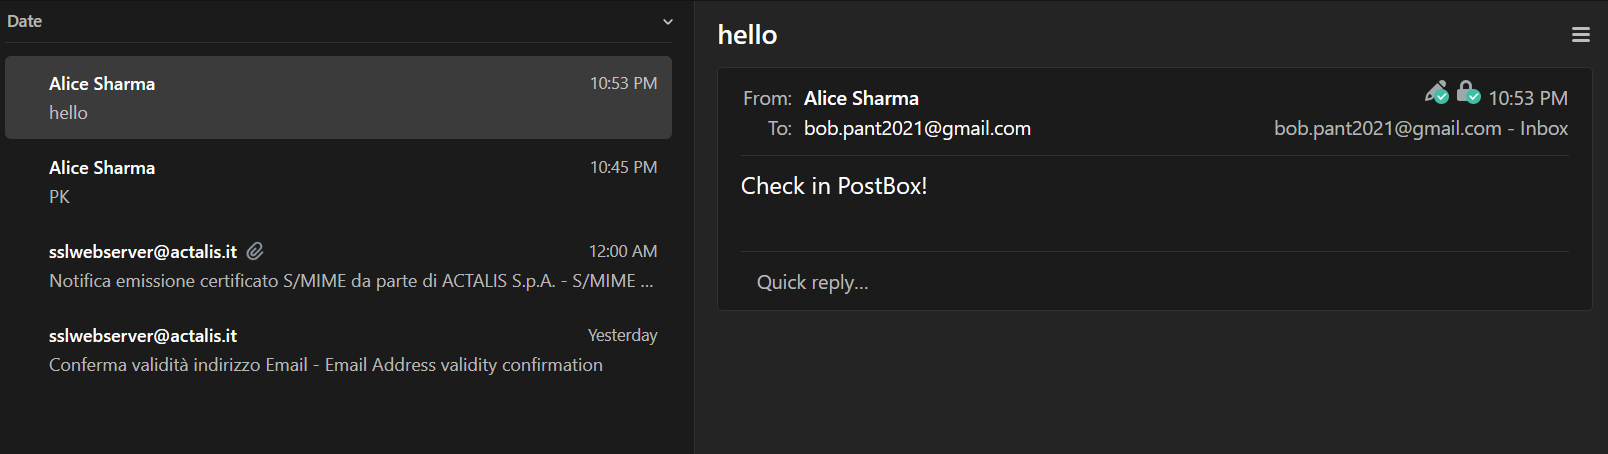 Date
Alice Sharma 10:53 PM
hello
Alice Sharma 10:45 PM
PK
sslwebserver@actalis.it 12:00 AM
Notifica emissione certificato S/MIME da parte di ACTALIS S.p.A. - S/MIME ...
sslwebserver@actalis.it Yesterday
Conferma validità indirizzo Email - Email Address validity confirmation
hello
From: Alice Sharma 10:53 PM
To: bob.pant2021@gmail.com bob.pant2021@gmail.com - Inbox
Check in PostBox!
Quick reply...